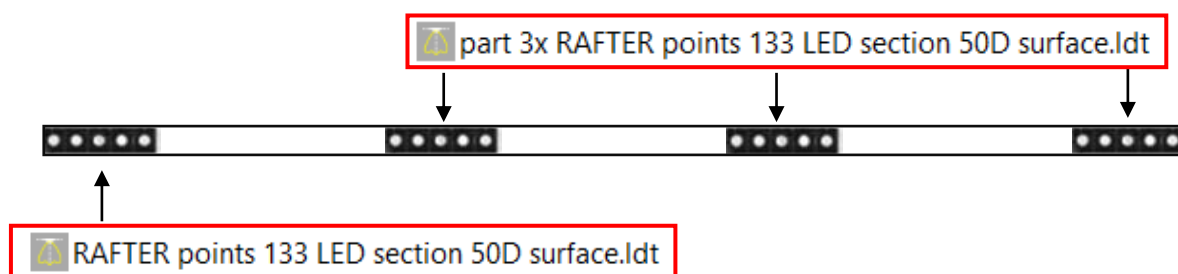 part 3x RAFTER points 133 LED section 50D surface.ldt
RAFTER points 133 LED section 50D surface.ldt